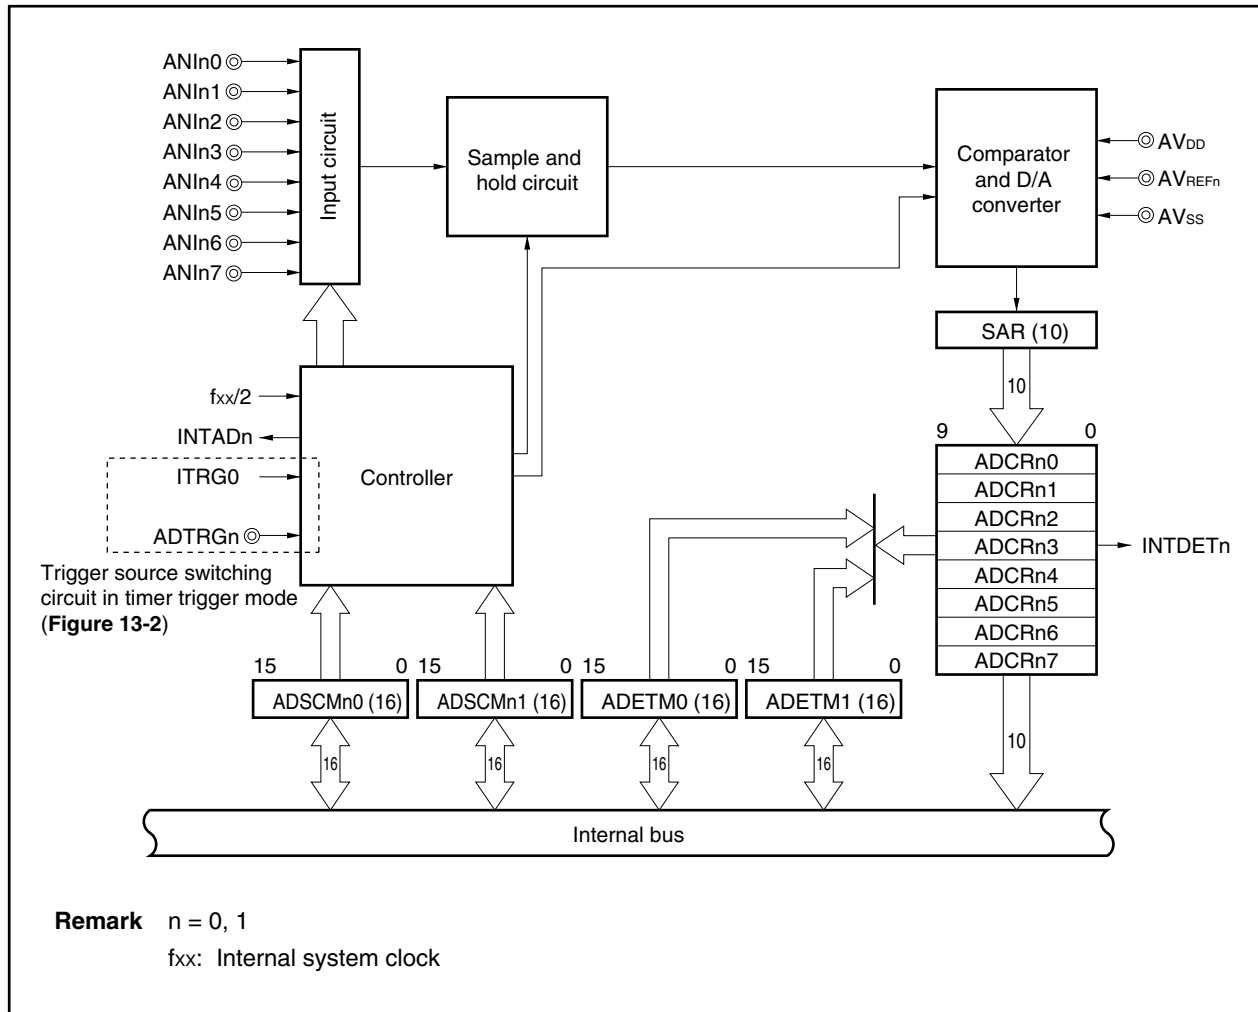 ANIn0
ANIn1
ANIn2
ANIn3
ANIn4
ANIn5
ANIn6
ANIn7
Input circuit
Sample and
hold circuit
Comparator
and D/A
converter
AVDD
AVREFn
AVSS
SAR (10)
10
fxx/2
INTADn
ITRG0
ADTRGn
Controller
Trigger source switching
circuit in timer trigger mode
(Figure 13-2)
9 0
ADCRn0
ADCRn1
ADCRn2
ADCRn3
ADCRn4
ADCRn5
ADCRn6
ADCRn7
INTDETn
15 0
ADSCMn0 (16)
15 0
ADSCMn1 (16)
15 0
ADETM0 (16)
15 0
ADETM1 (16)
16
16
16
16
10
Internal bus
Remark n = 0, 1
fxx: Internal system clock